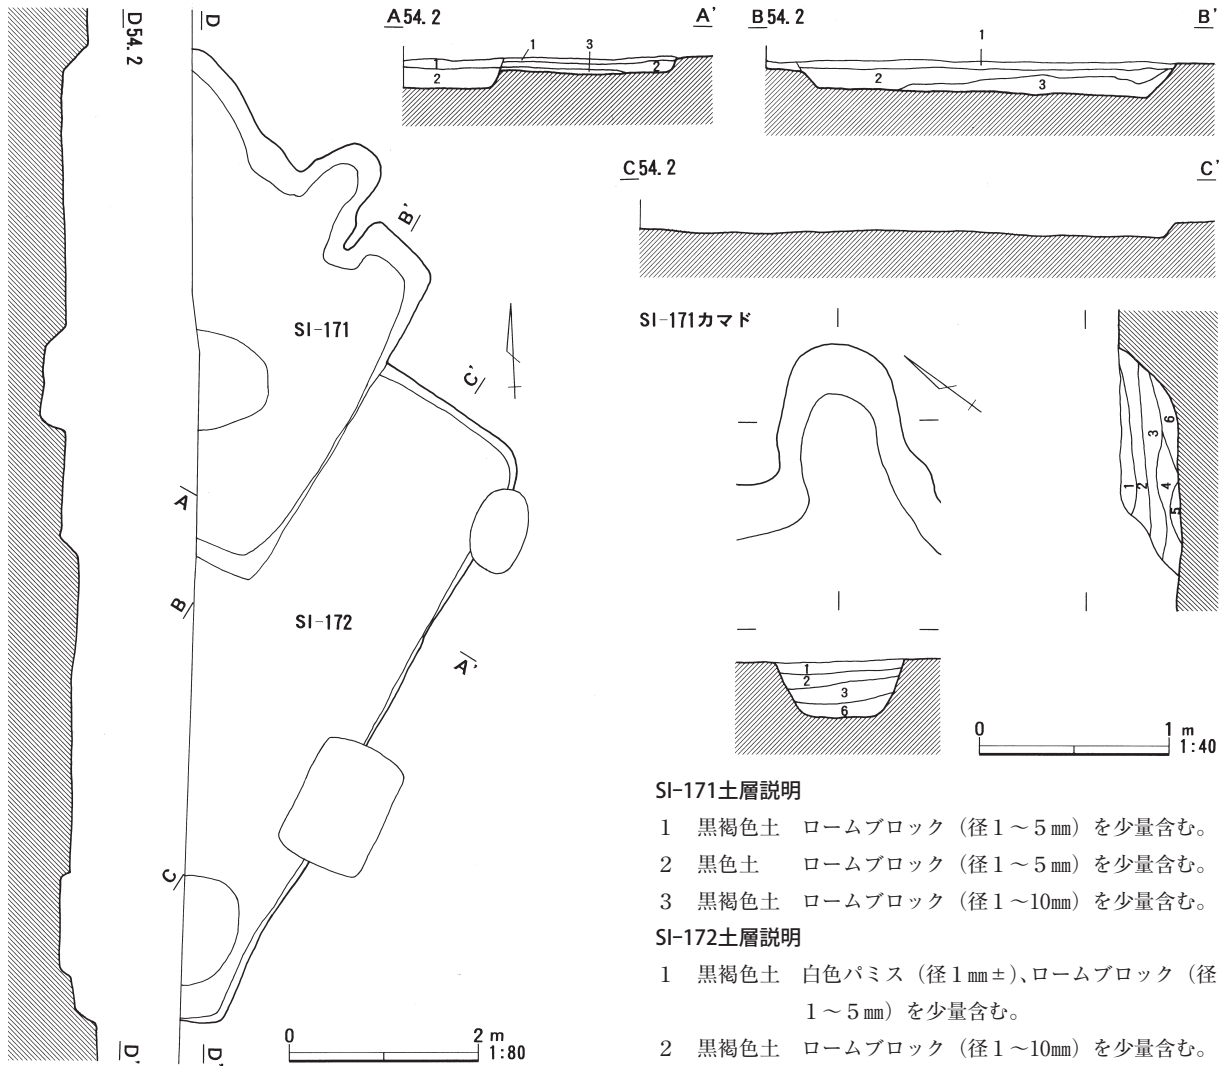 D
D54.2
A54.2
A'
1
3
1
2
2
B54.2
B'
1
2
3
C54.2
C'
B'
SI-171
C'
A
B
SI-172
A'
C
D'
D'
0 2 m
1:80
SI-171カマド
1
2
3
4
5
6
1
2
3
6
0 1 m
1:40
SI-171土層説明
1 黒褐色土 ロームブロック（径1～5㎜）を少量含む。
2 黒色土 ロームブロック（径1～5㎜）を少量含む。
3 黒褐色土 ロームブロック（径1～10㎜）を少量含む。
SI-172土層説明
1 黒褐色土 白色パミス（径1㎜±）、ロームブロック（径
1～5㎜）を少量含む。
2 黒褐色土 ロームブロック（径1～10㎜）を少量含む。